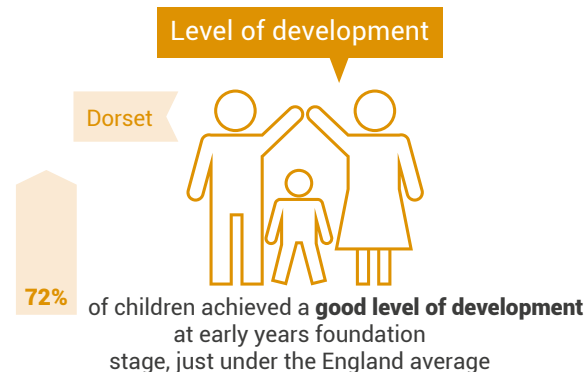 Level of development
Dorset
72% of children achieved a good level of development
at early years foundation
stage, just under the England average